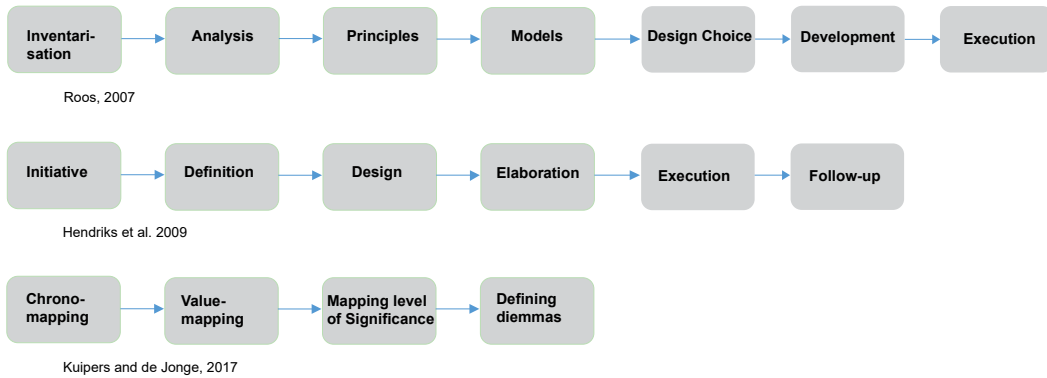 Inventari-
sation
Analysis
Principles
Models
Design Choice
Development
Execution
Roos, 2007
Initiative
Definition
Design
Elaboration
Execution
Follow-up
Hendriks et al. 2009
Chrono-
mapping
Value-
mapping
Mapping level
of Significance
Defining
diemmas
Kuipers and de Jonge, 2017